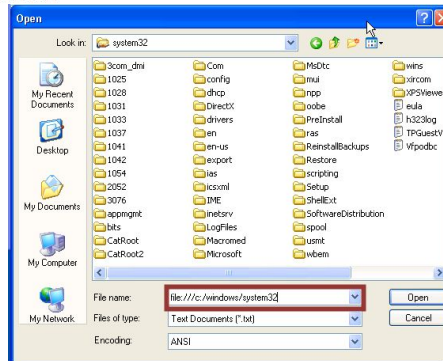 Open
Look in: system32
My Recent Documents
Desktop
My Documents
My Computer
My Network
3com_dmi
1025
1028
1031
1033
1037
1041
1042
1054
2052
3076
appmgmt
bits
CatRoot
CatRoot2
Com
config
dhcp
DirectX
drivers
en
en-us
export
ias
icsxml
IME
inetsrv
LogFiles
Macromed
Microsoft
MsDtc
mui
npp
oobe
PreInstall
ras
ReinstallBackups
Restore
scripting
Setup
ShellExt
SoftwareDistribution
spool
usmt
wbem
wins
xircom
XPSViewer
eula
h323log
TPGuestV
Vfpodbc
File name: file:///c:/windows/system32
Open
Files of type: Text Documents (*.txt)
Cancel
Encoding: ANSI